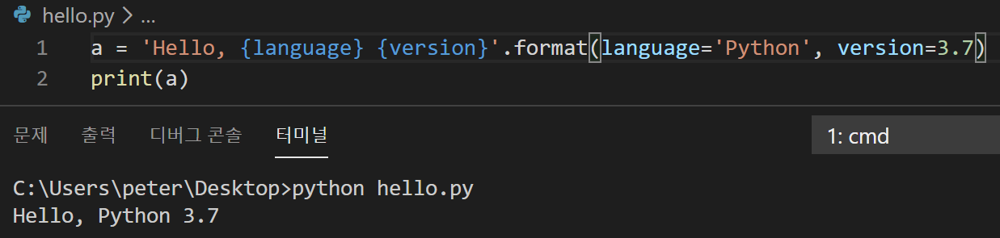 hello.py > ...
1 a = 'Hello, {language} {version}'.format(language='Python', version=3.7)
2 print(a)
문제 출력 디버그 콘솔 터미널 1: cmd
C:\Users\peter\Desktop>python hello.py
Hello, Python 3.7